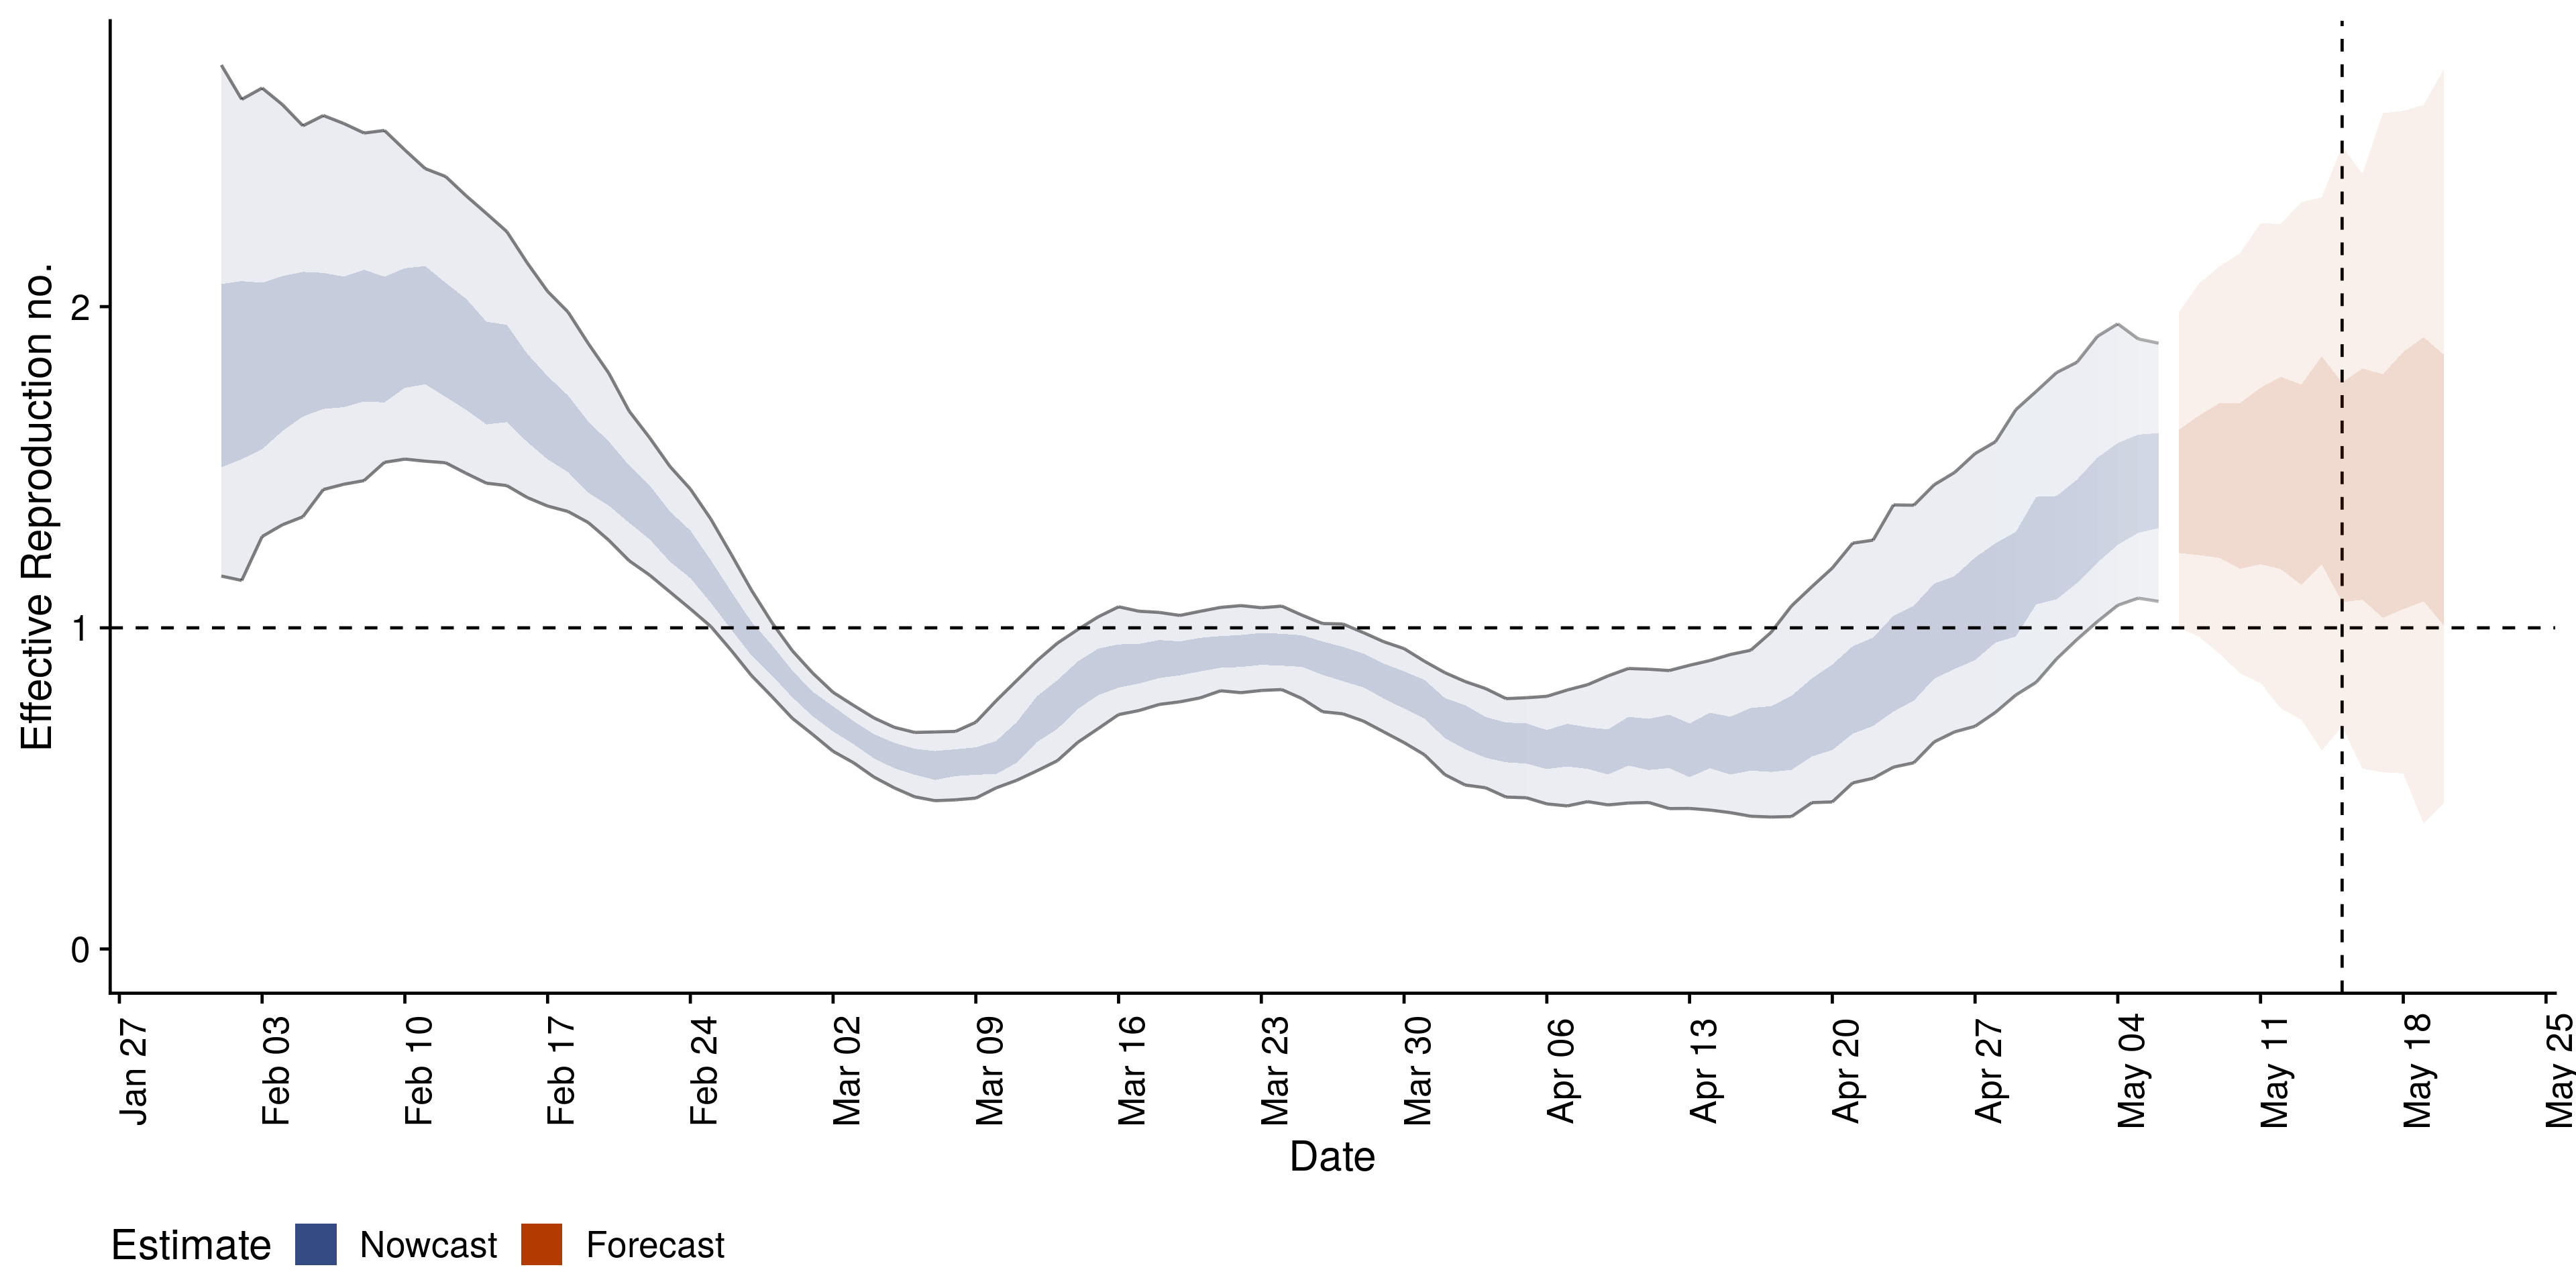 Effective Reproduction no.
2
1
0
Jan 27
Feb 03
Feb 10
Feb 17
Feb 24
Mar 02
Mar 09
Mar 16
Mar 23
Mar 30
Apr 06
Apr 13
Apr 20
Apr 27
May 04
May 11
May 18
May 25
Date
Estimate Nowcast Forecast